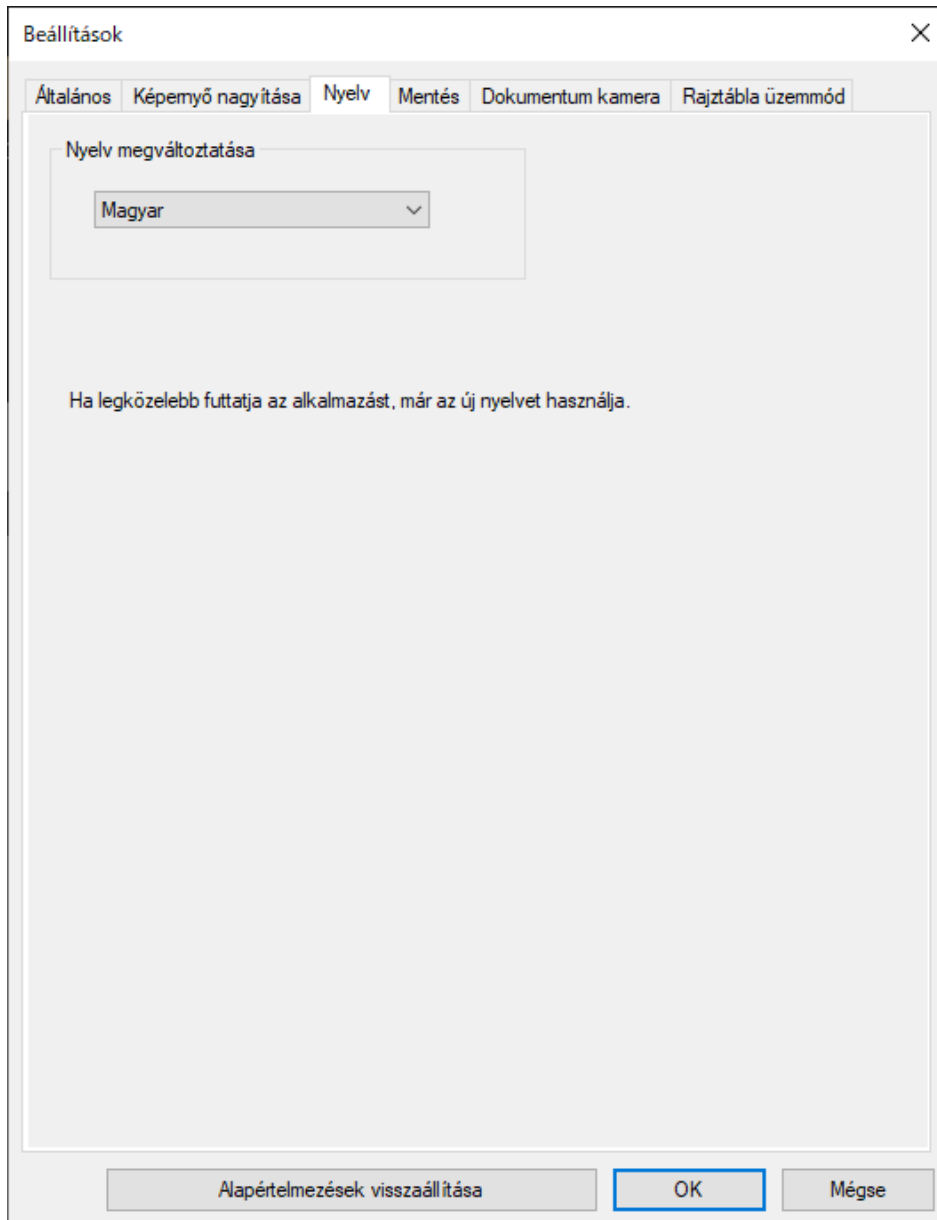 Beállítások
Általános Képernyő nagyítása Nyelv Mentés Dokumentum kamera Rajztábla üzemmód
Nyelv megváltoztatása
Magyar
Ha legközelebb futtatja az alkalmazást, már az új nyelvet használja.
Alapértelmezések visszaállítása OK Mégse